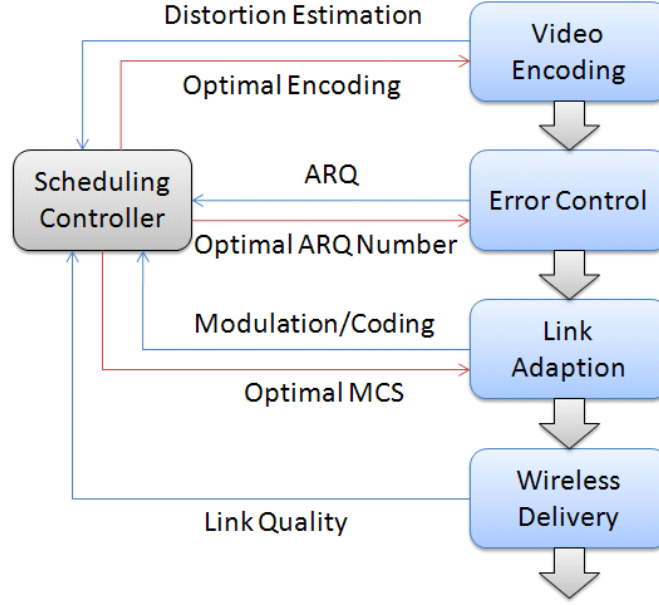 Distortion Estimation
Video
Encoding
Optimal Encoding
Scheduling
Controller
ARQ
Error Control
Optimal ARQ Number
Modulation/Coding
Link
Adaption
Optimal MCS
Wireless
Delivery
Link Quality